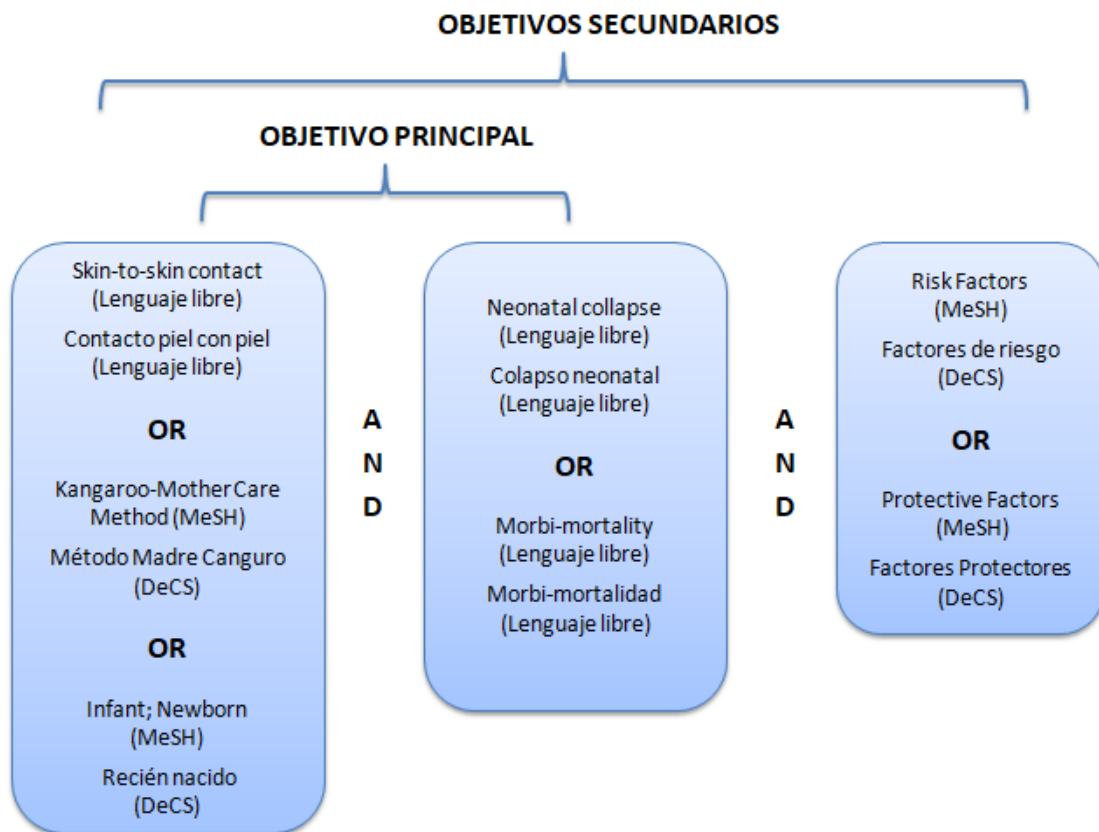 OBJETIVOS SECUNDARIOS
OBJETIVO PRINCIPAL
Skin-to-skin contact
(Lenguaje libre)
Contacto piel con piel
(Lenguaje libre)
OR
Kangaroo-Mother Care
Method (MeSH)
Método Madre Canguro
(DeCS)
OR
Infant; Newborn
(MeSH)
Recién nacido
(DeCS)
A
N
D
Neonatal collapse
(Lenguaje libre)
Colapso neonatal
(Lenguaje libre)
OR
Morbi-mortality
(Lenguaje libre)
Morbi-mortalidad
(Lenguaje libre)
A
N
D
Risk Factors
(MeSH)
Factores de riesgo
(DeCS)
OR
Protective Factors
(MeSH)
Factores Protectores
(DeCS)